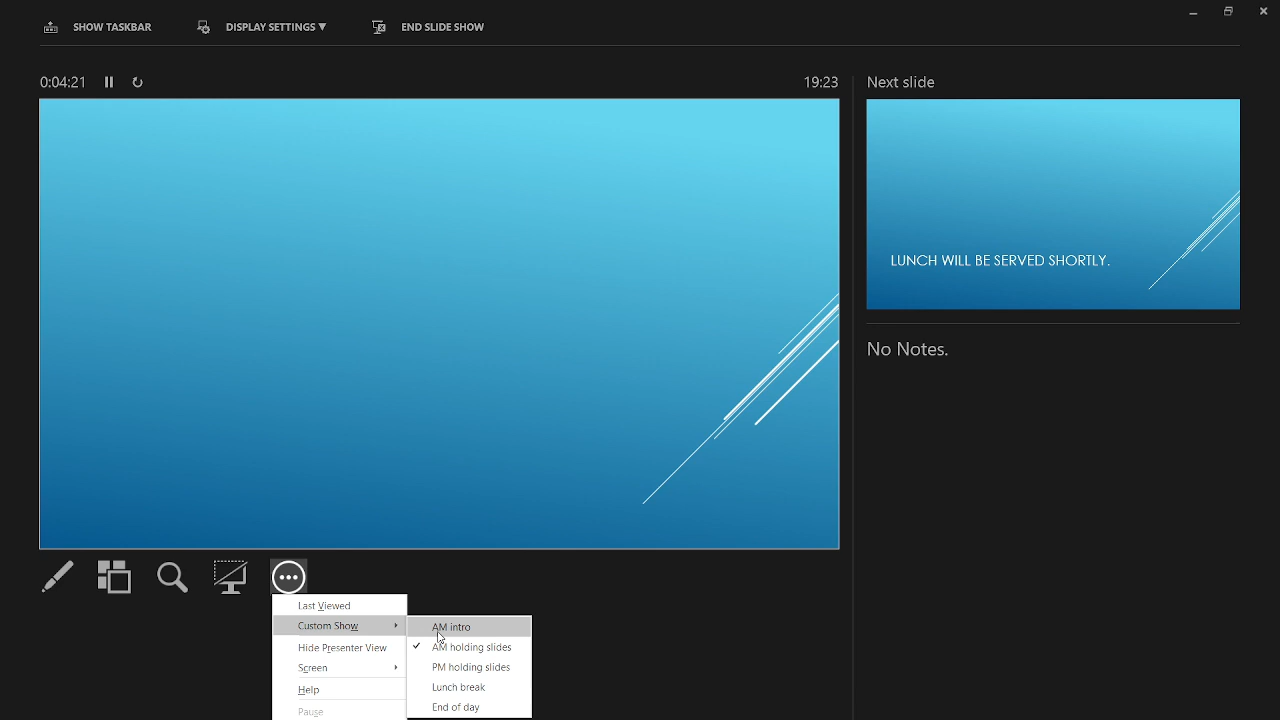 SHOW TASKBAR
DISPLAY SETTINGS ▼
END SLIDE SHOW
0:04:21
19:23
Next slide
LUNCH WILL BE SERVED SHORTLY.
No Notes.
Last Viewed
Custom Show
Hide Presenter View
Screen
Help
Pause
AM intro
AM holding slides
PM holding slides
Lunch break
End of day